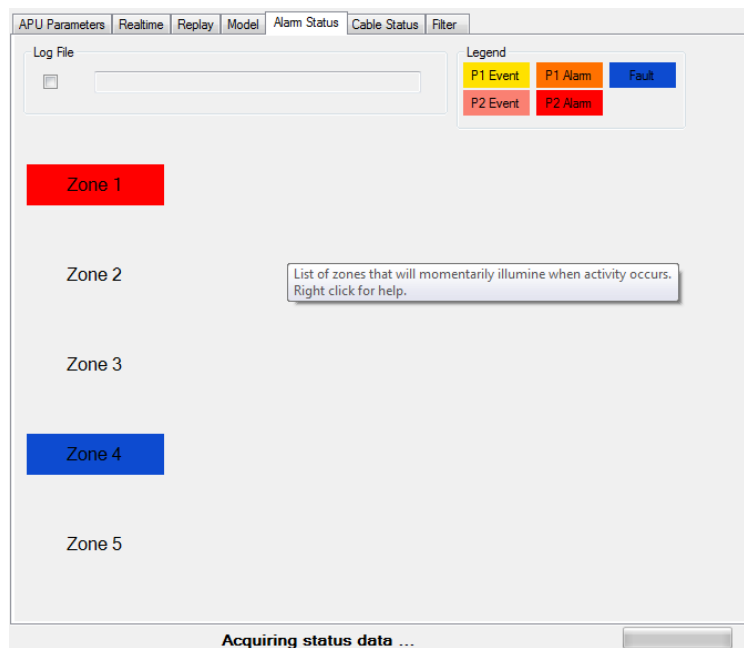 APU Parameters Realtime Replay Model Alarm Status Cable Status Filter
Log File
Legend
P1 Event P1 Alarm Fault
P2 Event P2 Alarm
Zone 1
Zone 2
List of zones that will momentarily illumine when activity occurs.
Right click for help.
Zone 3
Zone 4
Zone 5
Acquiring status data ...